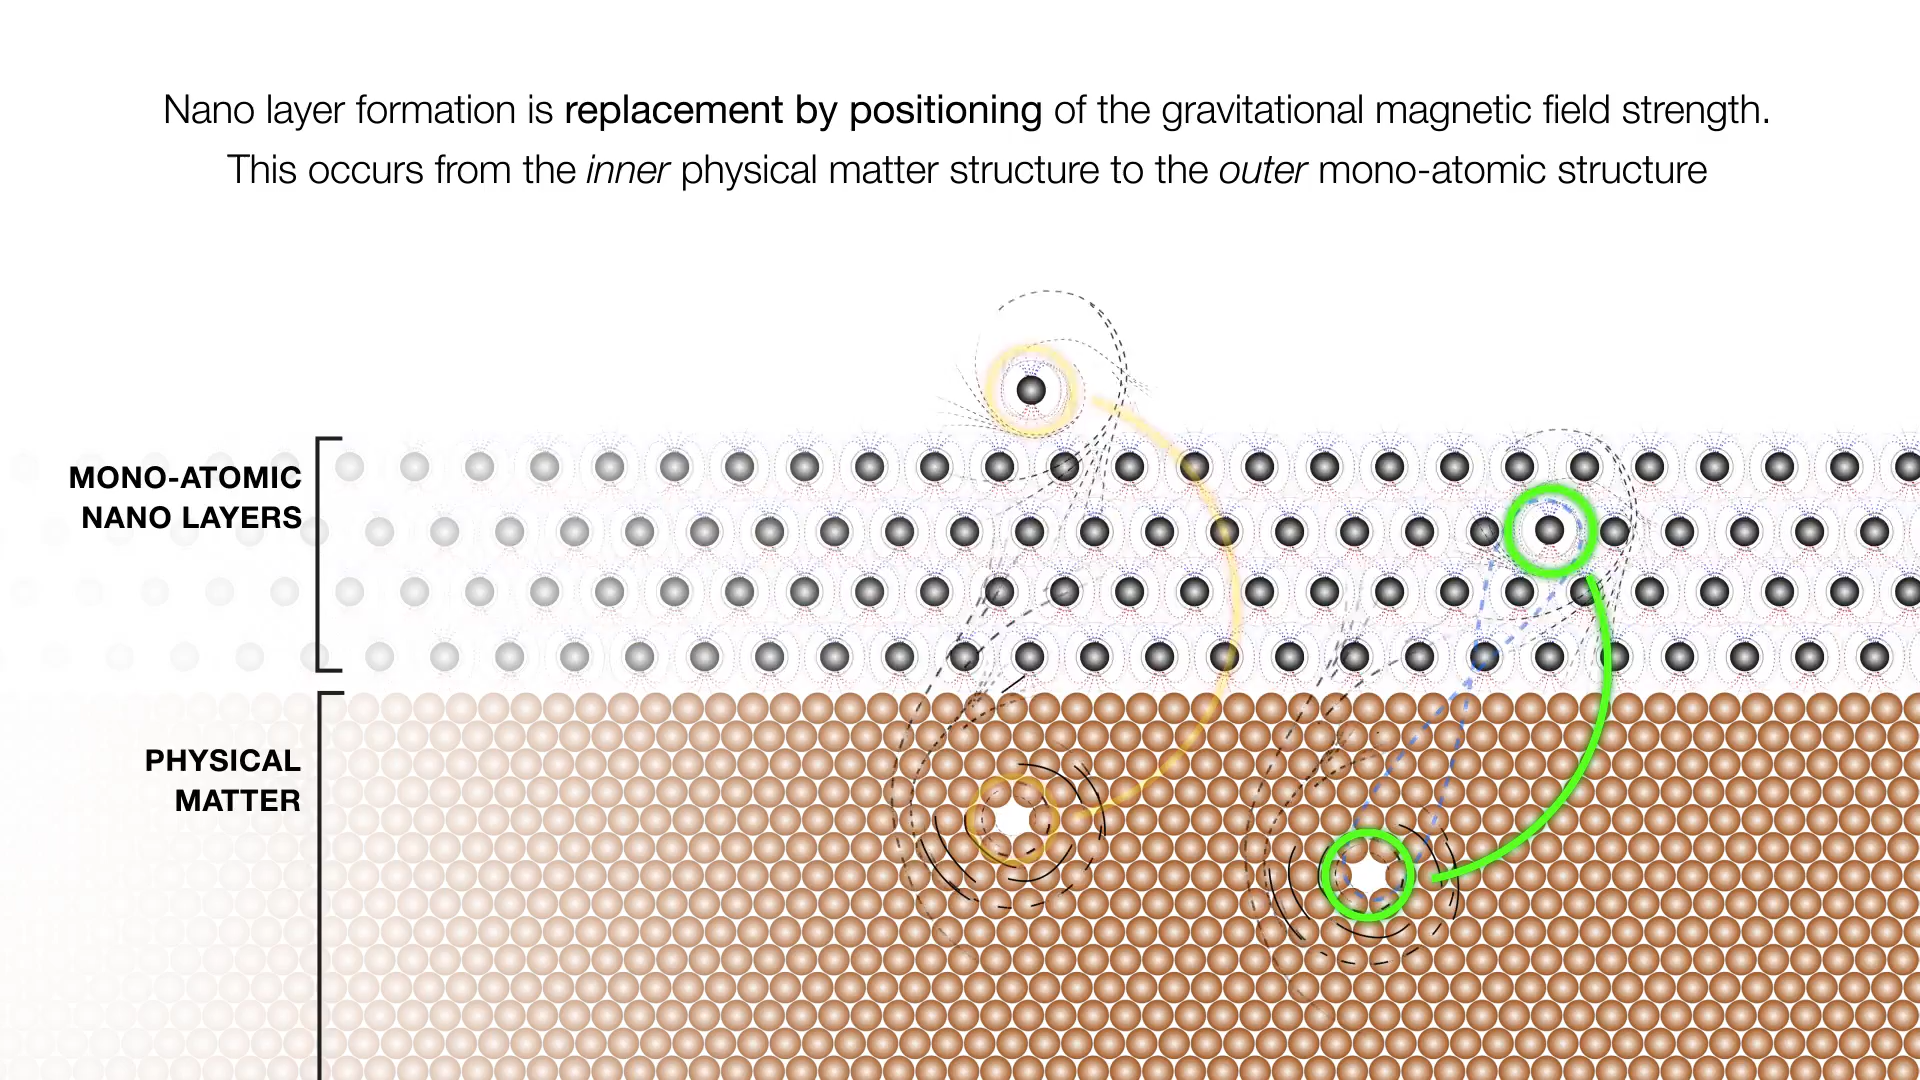 Nano layer formation is replacement by positioning of the gravitational magnetic field strength.
This occurs from the inner physical matter structure to the outer mono-atomic structure
MONO-ATOMIC
NANO LAYERS
PHYSICAL
MATTER